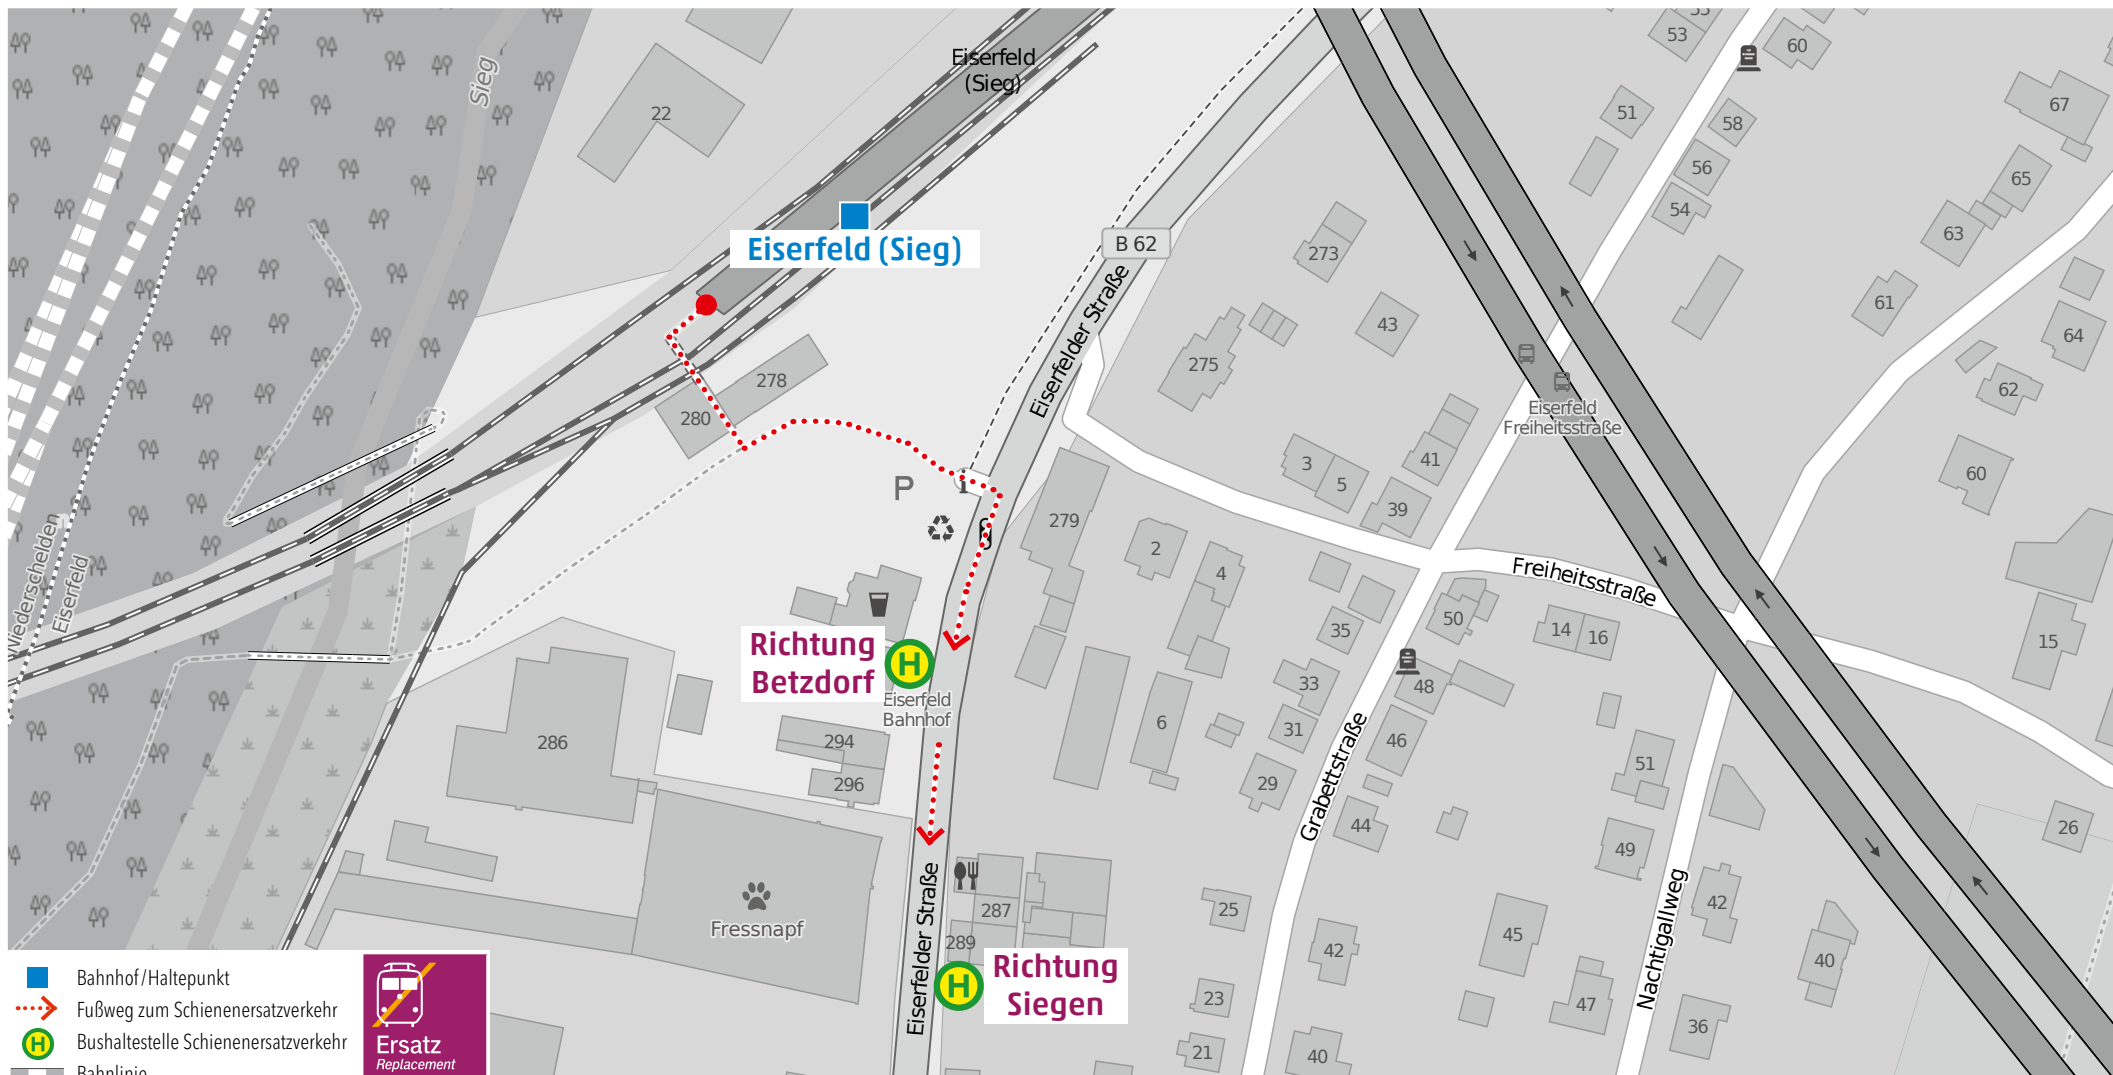 Eiserfeld
(Sieg)
Sieg
22
53
60
51
58
67
56
65
54
B 62
Eiserfeld (Sieg)
273
63
61
43
64
Eiserfelder Straße
275
62
278
Eiserfeld
Freiheitsstraße
280
3
41
5
60
P
i
39
279
2
Niederschelden
Eiserfeld
4
Freiheitsstraße
50
14
16
35
15
Richtung
Betzdorf
H
Eiserfeld
Bahnhof
33
48
6
31
46
286
294
51
296
29
Grabettstraße
44
26
49
Eiserfelder Straße
287
25
42
Nachtigallweg
Fressnapf
289
42
45
40
Richtung
Siegen
H
23
47
36
21
40
Bahnhof/Haltepunkt
Fußweg zum Schienenersatzverkehr
H
Bushaltestelle Schienenersatzverkehr
Bahnlinie
Ersatz
Replacement